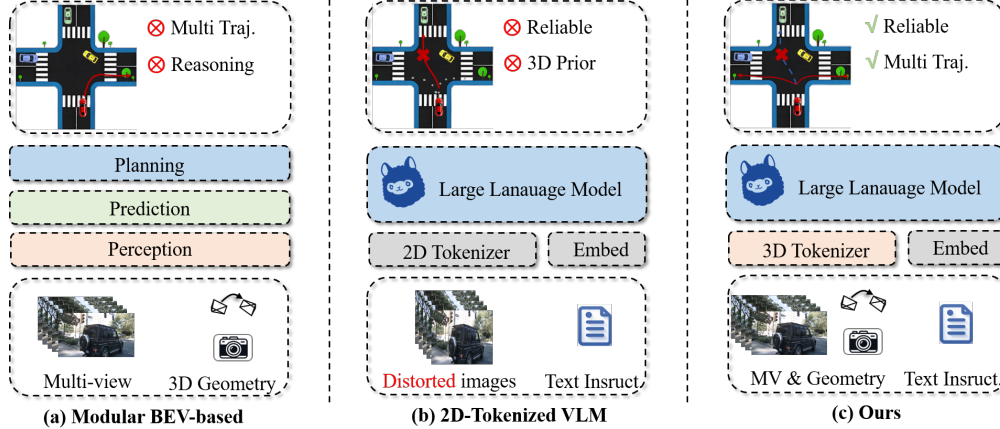 Multi Traj.
Reasoning
Planning
Prediction
Perception
Multi-view
3D Geometry
(a) Modular BEV-based
Reliable
3D Prior
Large Lanauage Model
2D Tokenizer
Embed
Distorted images
Text Insruct.
(b) 2D-Tokenized VLM
Reliable
Multi Traj.
Large Lanauage Model
3D Tokenizer
Embed
MV & Geometry
Text Insruct.
(c) Ours